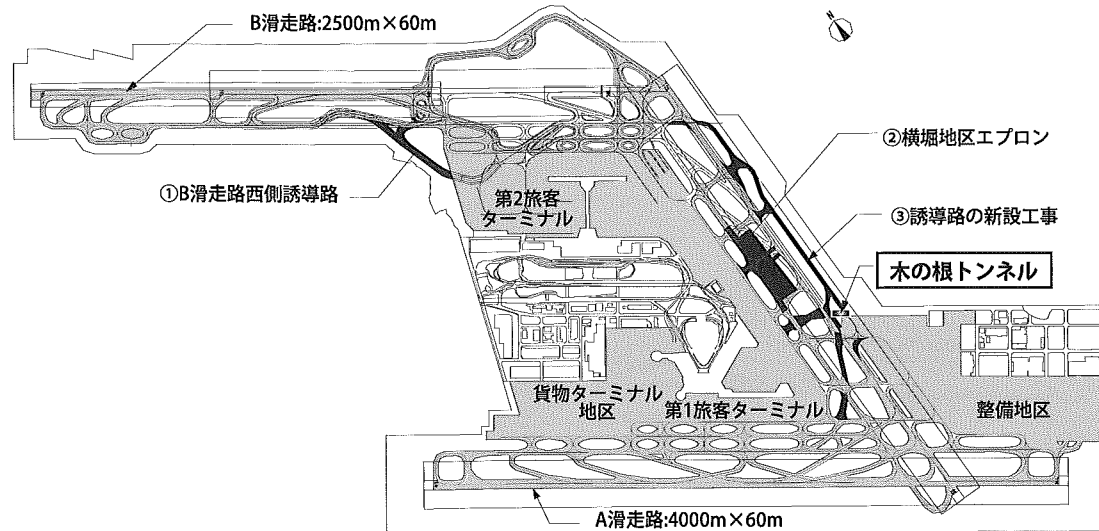 B滑走路:2500m×60m
N
②横堀地区エプロン
①B滑走路西側誘導路
第2旅客
ターミナル
③誘導路の新設工事
木の根トンネル
貨物ターミナル
地区
第1旅客ターミナル
整備地区
A滑走路:4000m×60m